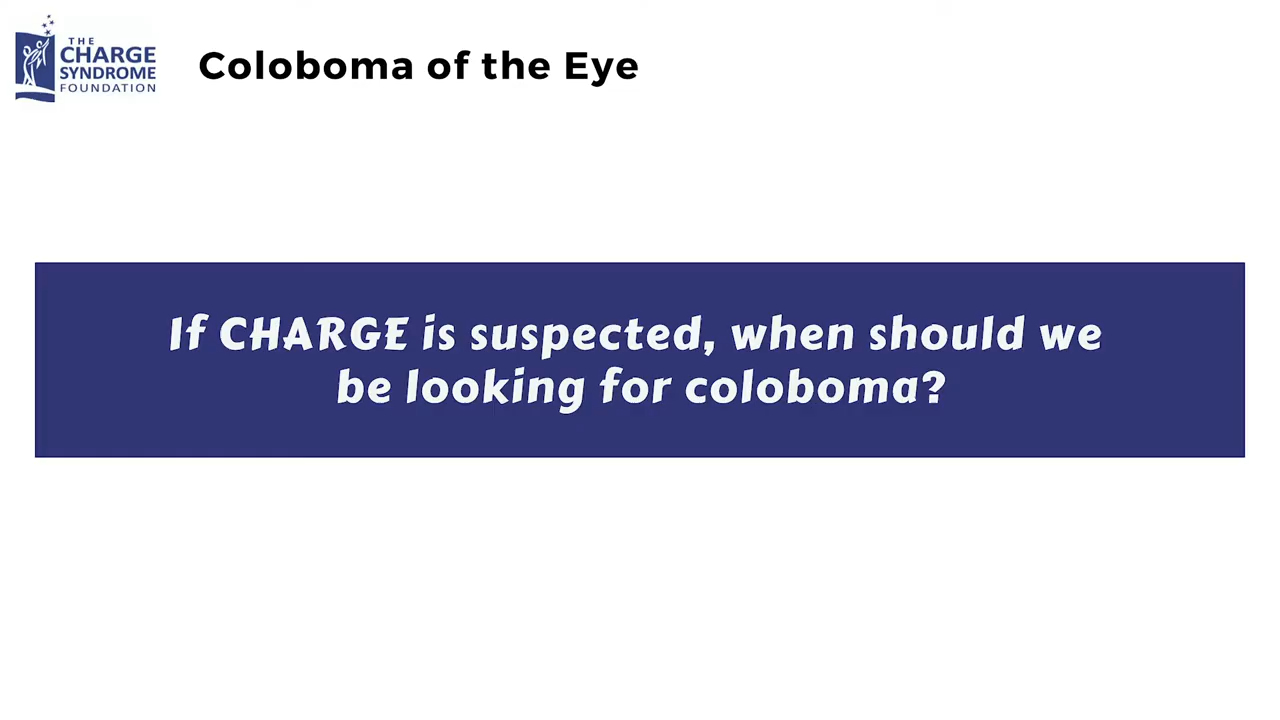 THE
CHARGE
SYNDROME
FOUNDATION
Coloboma of the Eye
If CHARGE is suspected, when should we
be looking for coloboma?